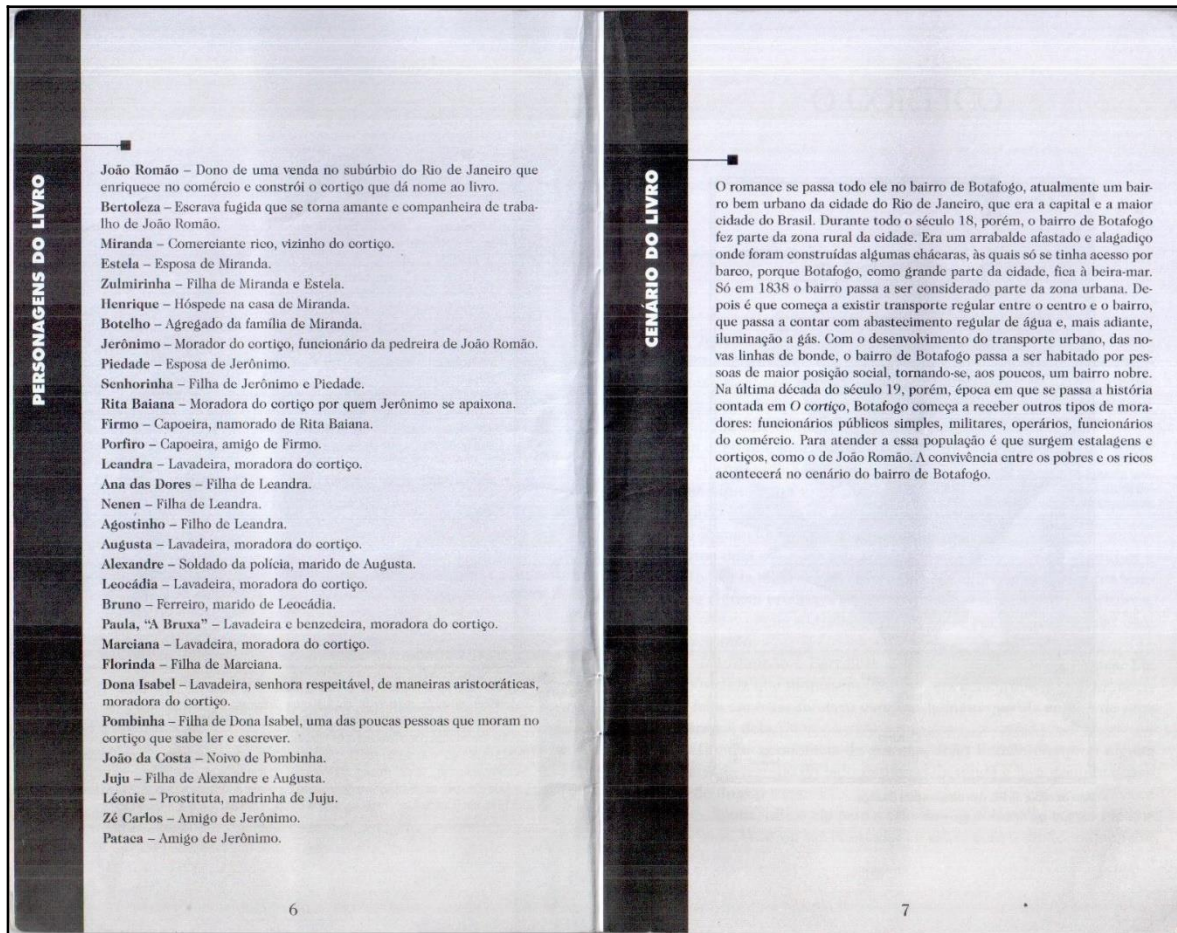 PERSONAGENS DO LIVRO
João Romão – Dono de uma venda no subúrbio do Rio de Janeiro que
enriquece no comércio e constrói o cortiço que dá nome ao livro.
Bertoleza – Escrava fugida que se torna amante e companheira de traba-
lho de João Romão.
Miranda – Comerciante rico, vizinho do cortiço.
Estela – Esposa de Miranda.
Zulmirinha – Filha de Miranda e Estela.
Henrique – Hóspede na casa de Miranda.
Botelho – Agregado da família de Miranda.
Jerônimo – Morador do cortiço, funcionário da pedreira de João Romão.
Piedade – Esposa de Jerônimo.
Senhorinha – Filha de Jerônimo e Piedade.
Rita Baiana – Moradora do cortiço por quem Jerônimo se apaixona.
Firmo – Capoeira, namorado de Rita Baiana.
Porfiro – Capoeira, amigo de Firmo.
Leandra – Lavadeira, moradora do cortiço.
Ana das Dores – Filha de Leandra.
Nenen – Filha de Leandra.
Agostinho – Filho de Leandra.
Augusta – Lavadeira, moradora do cortiço.
Alexandre – Soldado da polícia, marido de Augusta.
Leocádia – Lavadeira, moradora do cortiço.
Bruno – Ferreiro, marido de Leocádia.
Paula, “A Bruxa” – Lavadeira e benzedeira, moradora do cortiço.
Marciana – Lavadeira, moradora do cortiço.
Florinda – Filha de Marciana.
Dona Isabel – Lavadeira, senhora respeitável, de maneiras aristocráticas,
moradora do cortiço.
Pombinha – Filha de Dona Isabel, uma das poucas pessoas que moram no
cortiço que sabe ler e escrever.
João da Costa – Noivo de Pombinha.
Juju – Filha de Alexandre e Augusta.
Léonie – Prostituta, madrinha de Juju.
Zé Carlos – Amigo de Jerônimo.
Pataca – Amigo de Jerônimo.
6
CENÁRIO DO LIVRO
O romance se passa todo ele no bairro de Botafogo, atualmente um bair-
ro bem urbano da cidade do Rio de Janeiro, que era a capital e a maior
cidade do Brasil. Durante todo o século 18, porém, o bairro de Botafogo
fez parte da zona rural da cidade. Era um arrabalde afastado e alagadiço
onde foram construídas algumas chácaras, às quais só se tinha acesso por
barco, porque Botafogo, como grande parte da cidade, fica à beira-mar.
Só em 1838 o bairro passa a ser considerado parte da zona urbana. De-
pois é que começa a existir transporte regular entre o centro e o bairro,
que passa a contar com abastecimento regular de água e, mais adiante,
iluminação a gás. Com o desenvolvimento do transporte urbano, das no-
vas linhas de bonde, o bairro de Botafogo passa a ser habitado por pes-
soas de maior posição social, tornando-se, aos poucos, um bairro nobre.
Na última década do século 19, porém, época em que se passa a história
contada em O cortiço, Botafogo começa a receber outros tipos de mora-
dores: funcionários públicos simples, militares, operários, funcionários
do comércio. Para atender a essa população é que surgem estalagens e
cortiços, como o de João Romão. A convivência entre os pobres e os ricos
acontecerá no cenário do bairro de Botafogo.
7